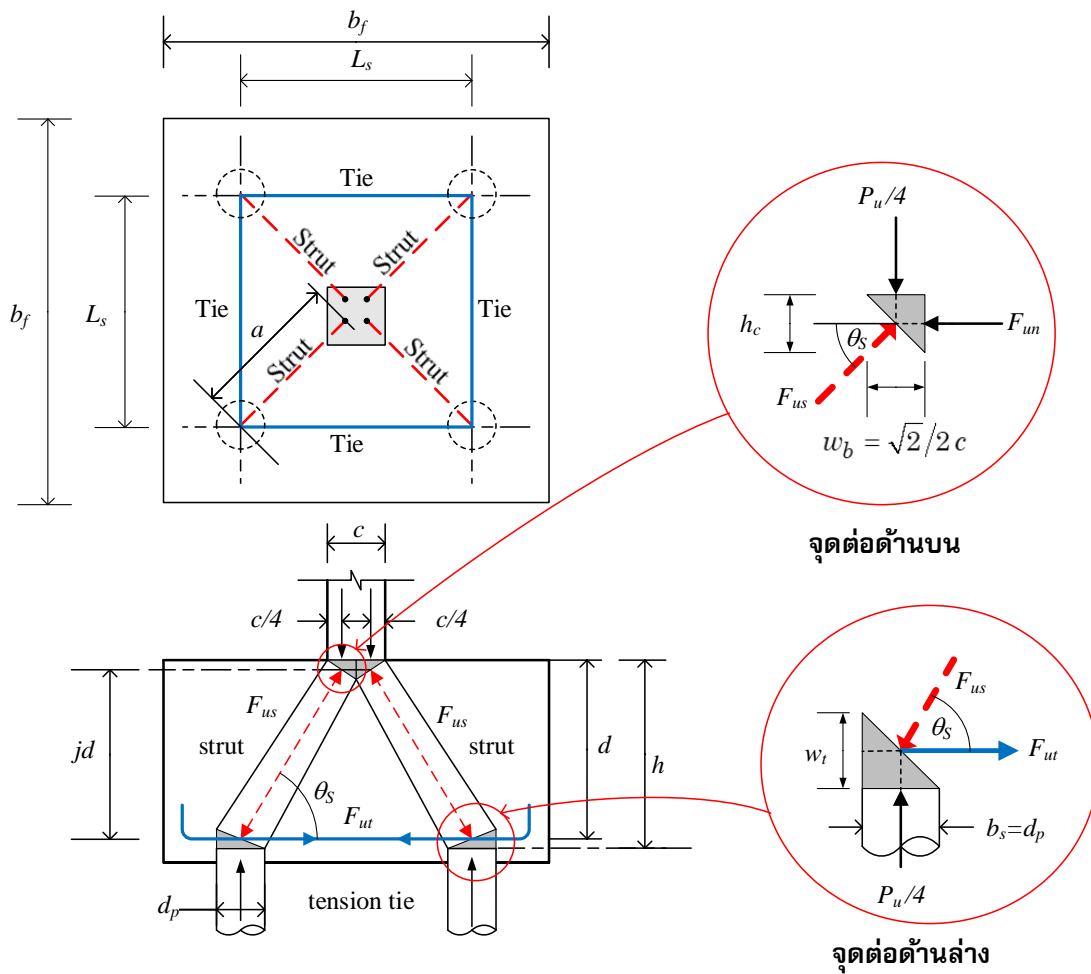 b_f
L_s
Tie
Strut
Strut
b_f
L_s
Tie
a
Tie
Strut
Strut
Tie
P_u/4
h_c
θ_S
F_un
F_us
w_b = √2/2 c
จุดต่อด้านบน
c
c/4
c/4
F_us
F_us
jd
strut
strut
d
h
θ_S
F_ut
d_p
tension tie
F_us
θ_S
w_t
F_ut
b_s=d_p
P_u/4
จุดต่อด้านล่าง